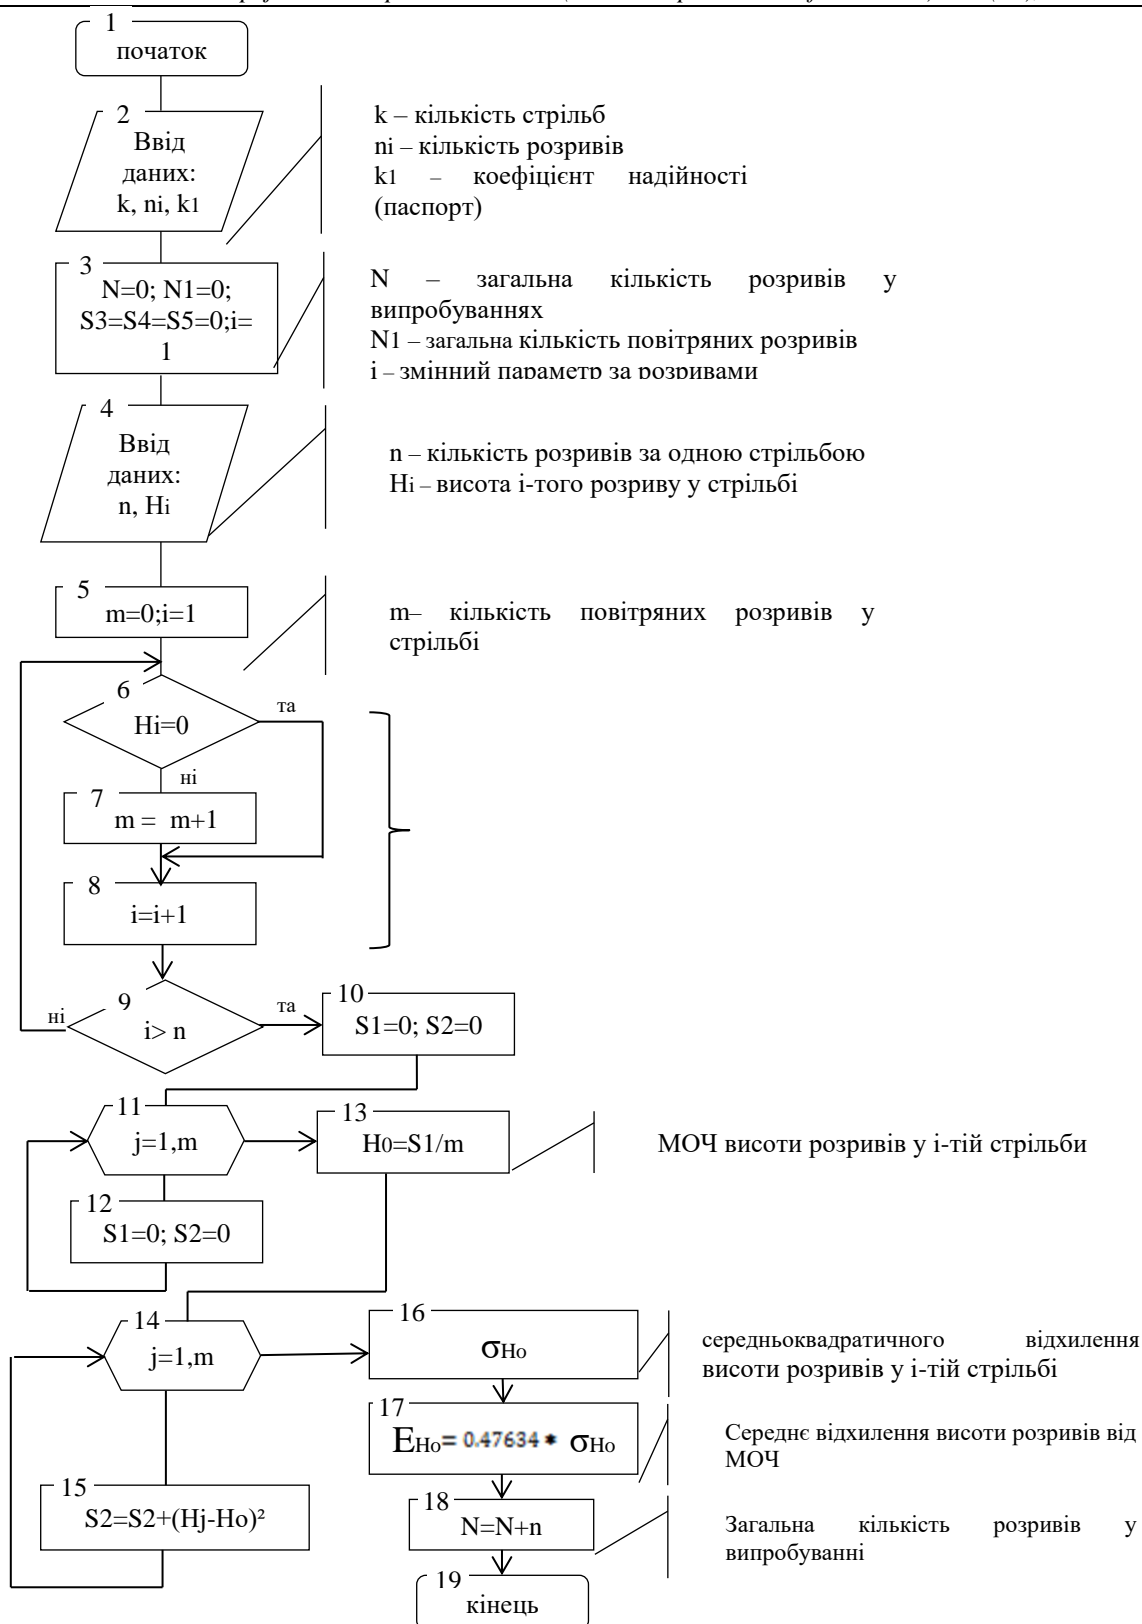 1
початок
2
Ввід
даних:
k, ni, k1
k – кількість стрільб
ni – кількість розривів
k1 – коефіцієнт надійності
(паспорт)
3
N=0; N1=0;
S3=S4=S5=0;i=
1
N – загальна кількість розривів у
випробуваннях
N1 – загальна кількість повітряних розривів
i – змінний параметр за розривами
4
Ввід
даних:
n, Hi
n – кількість розривів за одною стрільбою
Hi – висота і-того розриву у стрільбі
5
m=0;i=1
m– кількість повітряних розривів у
стрільбі
6
Hi=0
та
ні
7
m = m+1
8
i=i+1
9
i> n
ні
та
10
S1=0; S2=0
11
j=1,m
13
H0=S1/m
МОЧ висоти розривів у і-тій стрільби
12
S1=0; S2=0
14
j=1,m
16
σHo
середньоквадратичного відхилення
висоти розривів у і-тій стрільбі
17
EHo= 0.47634 * σHo
Середнє відхилення висоти розривів від
МОЧ
15
S2=S2+(Hj-Ho)²
18
N=N+n
Загальна кількість розривів у
випробуванні
19
кінець